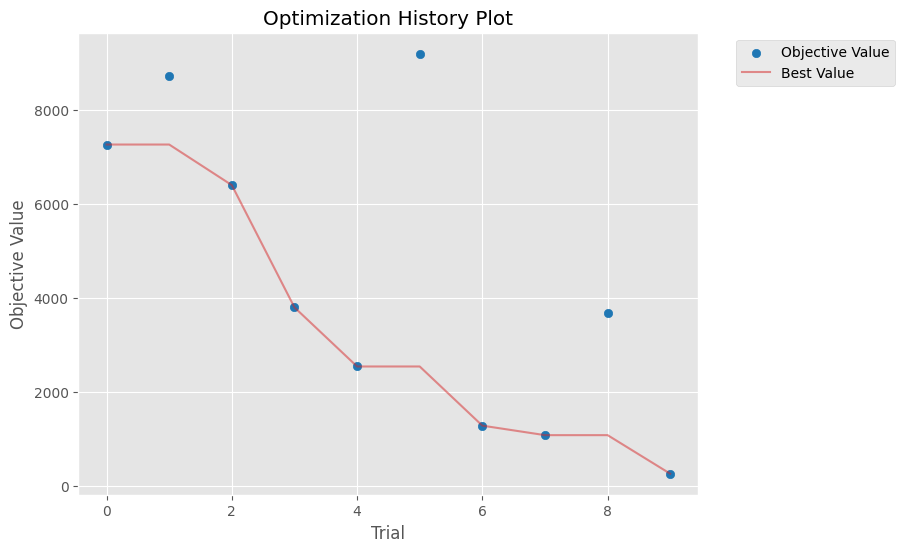 Optimization History Plot
Objective Value
Best Value
Objective Value
8000
6000
4000
2000
0
0 2 4 6 8
Trial